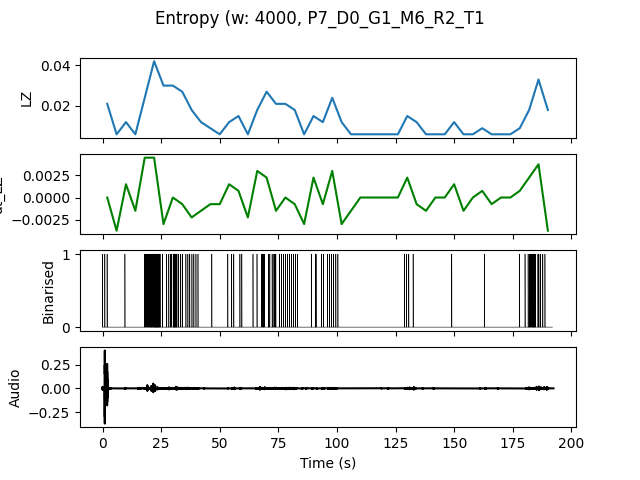 Entropy (w: 4000, P7_D0_G1_M6_R2_T1
0.04
0.02
LZ
0.0025
0.0000
−0.0025
1
0
Binarised
0.25
0.00
−0.25
Audio
0 25 50 75 100 125 150 175 200
Time (s)